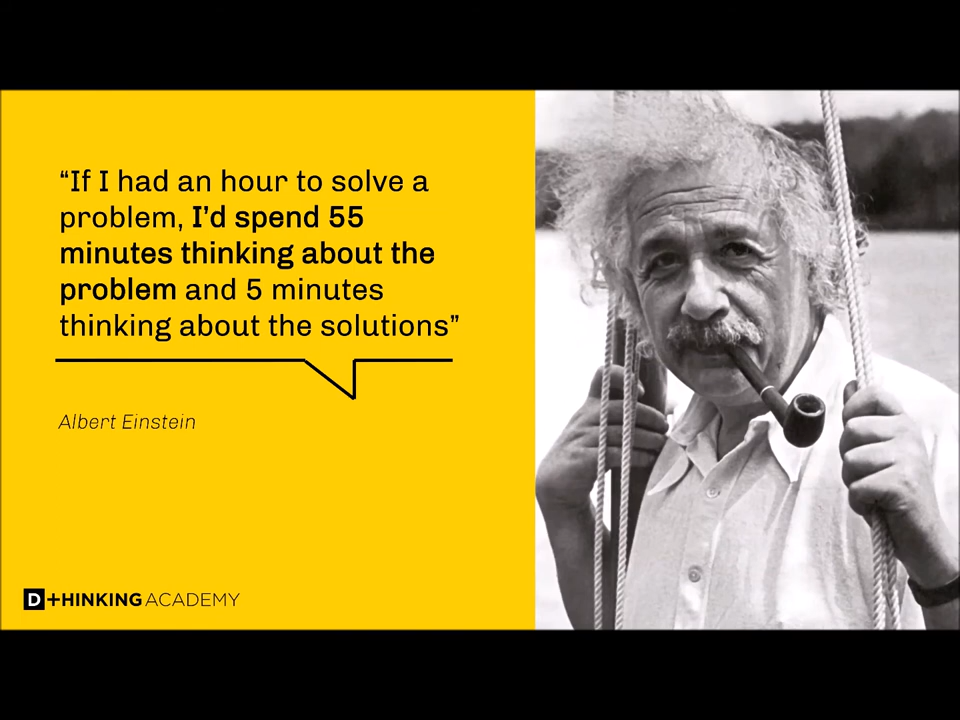 “If I had an hour to solve a
problem, I’d spend 55
minutes thinking about the
problem and 5 minutes
thinking about the solutions”
Albert Einstein
D+HINKING ACADEMY